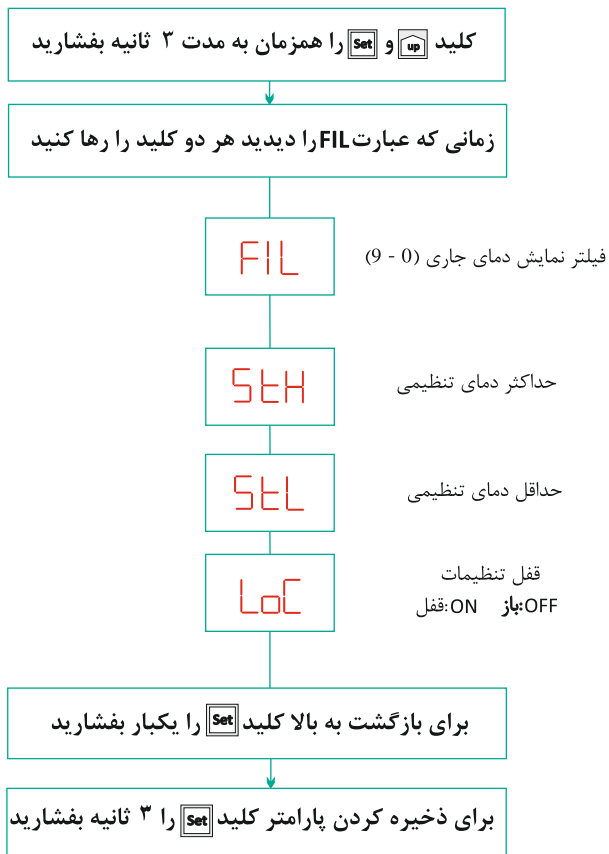 کلید up و Set را همزمان به مدت ۳ ثانیه بفشارید
زمانی که عبارت FIL را دیدید هر دو کلید را رها کنید
FIL
فیلتر نمایش دمای جاری (0 - 9)
StH
حداکثر دمای تنظیمی
StL
حداقل دمای تنظیمی
LoC
قفل تنظیمات
OFF:باز ON:قفل
برای بازگشت به بالا کلید Set را یکبار بفشارید
برای ذخیره کردن پارامتر کلید Set را ۳ ثانیه بفشارید